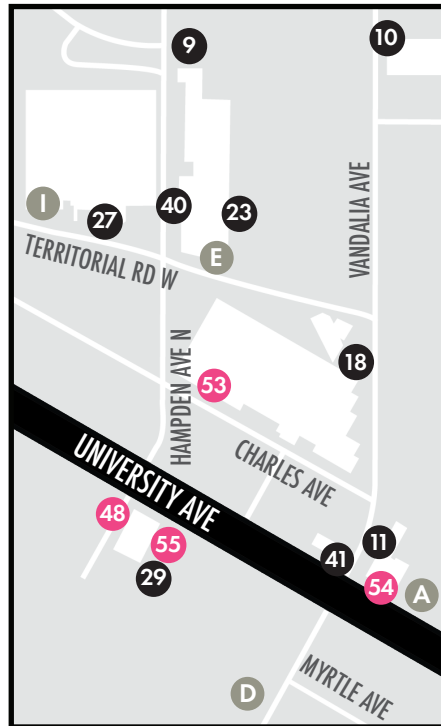 9
10
I
27
40
23
VANDALIA AVE
E
TERRITORIAL RD W
HAMPDEN AVE N
18
53
CHARLES AVE
UNIVERSITY AVE
48
55
29
41
11
54
A
D
MYRTLE AVE